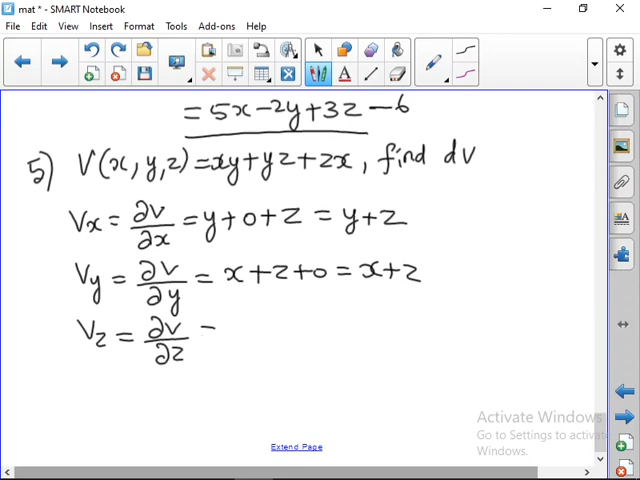 mat * - SMART Notebook
File Edit View Insert Format Tools Add-ons Help
= 5x - 2y + 3z - 6
5) V(x, y, z) = xy + yz + zx, find dV
Vx = ∂V/∂x = y + 0 + z = y + z
Vy = ∂V/∂y = x + z + 0 = x + z
Vz = ∂V/∂z =
Activate Windows
Go to Settings to activate
Windows.
Extend Page